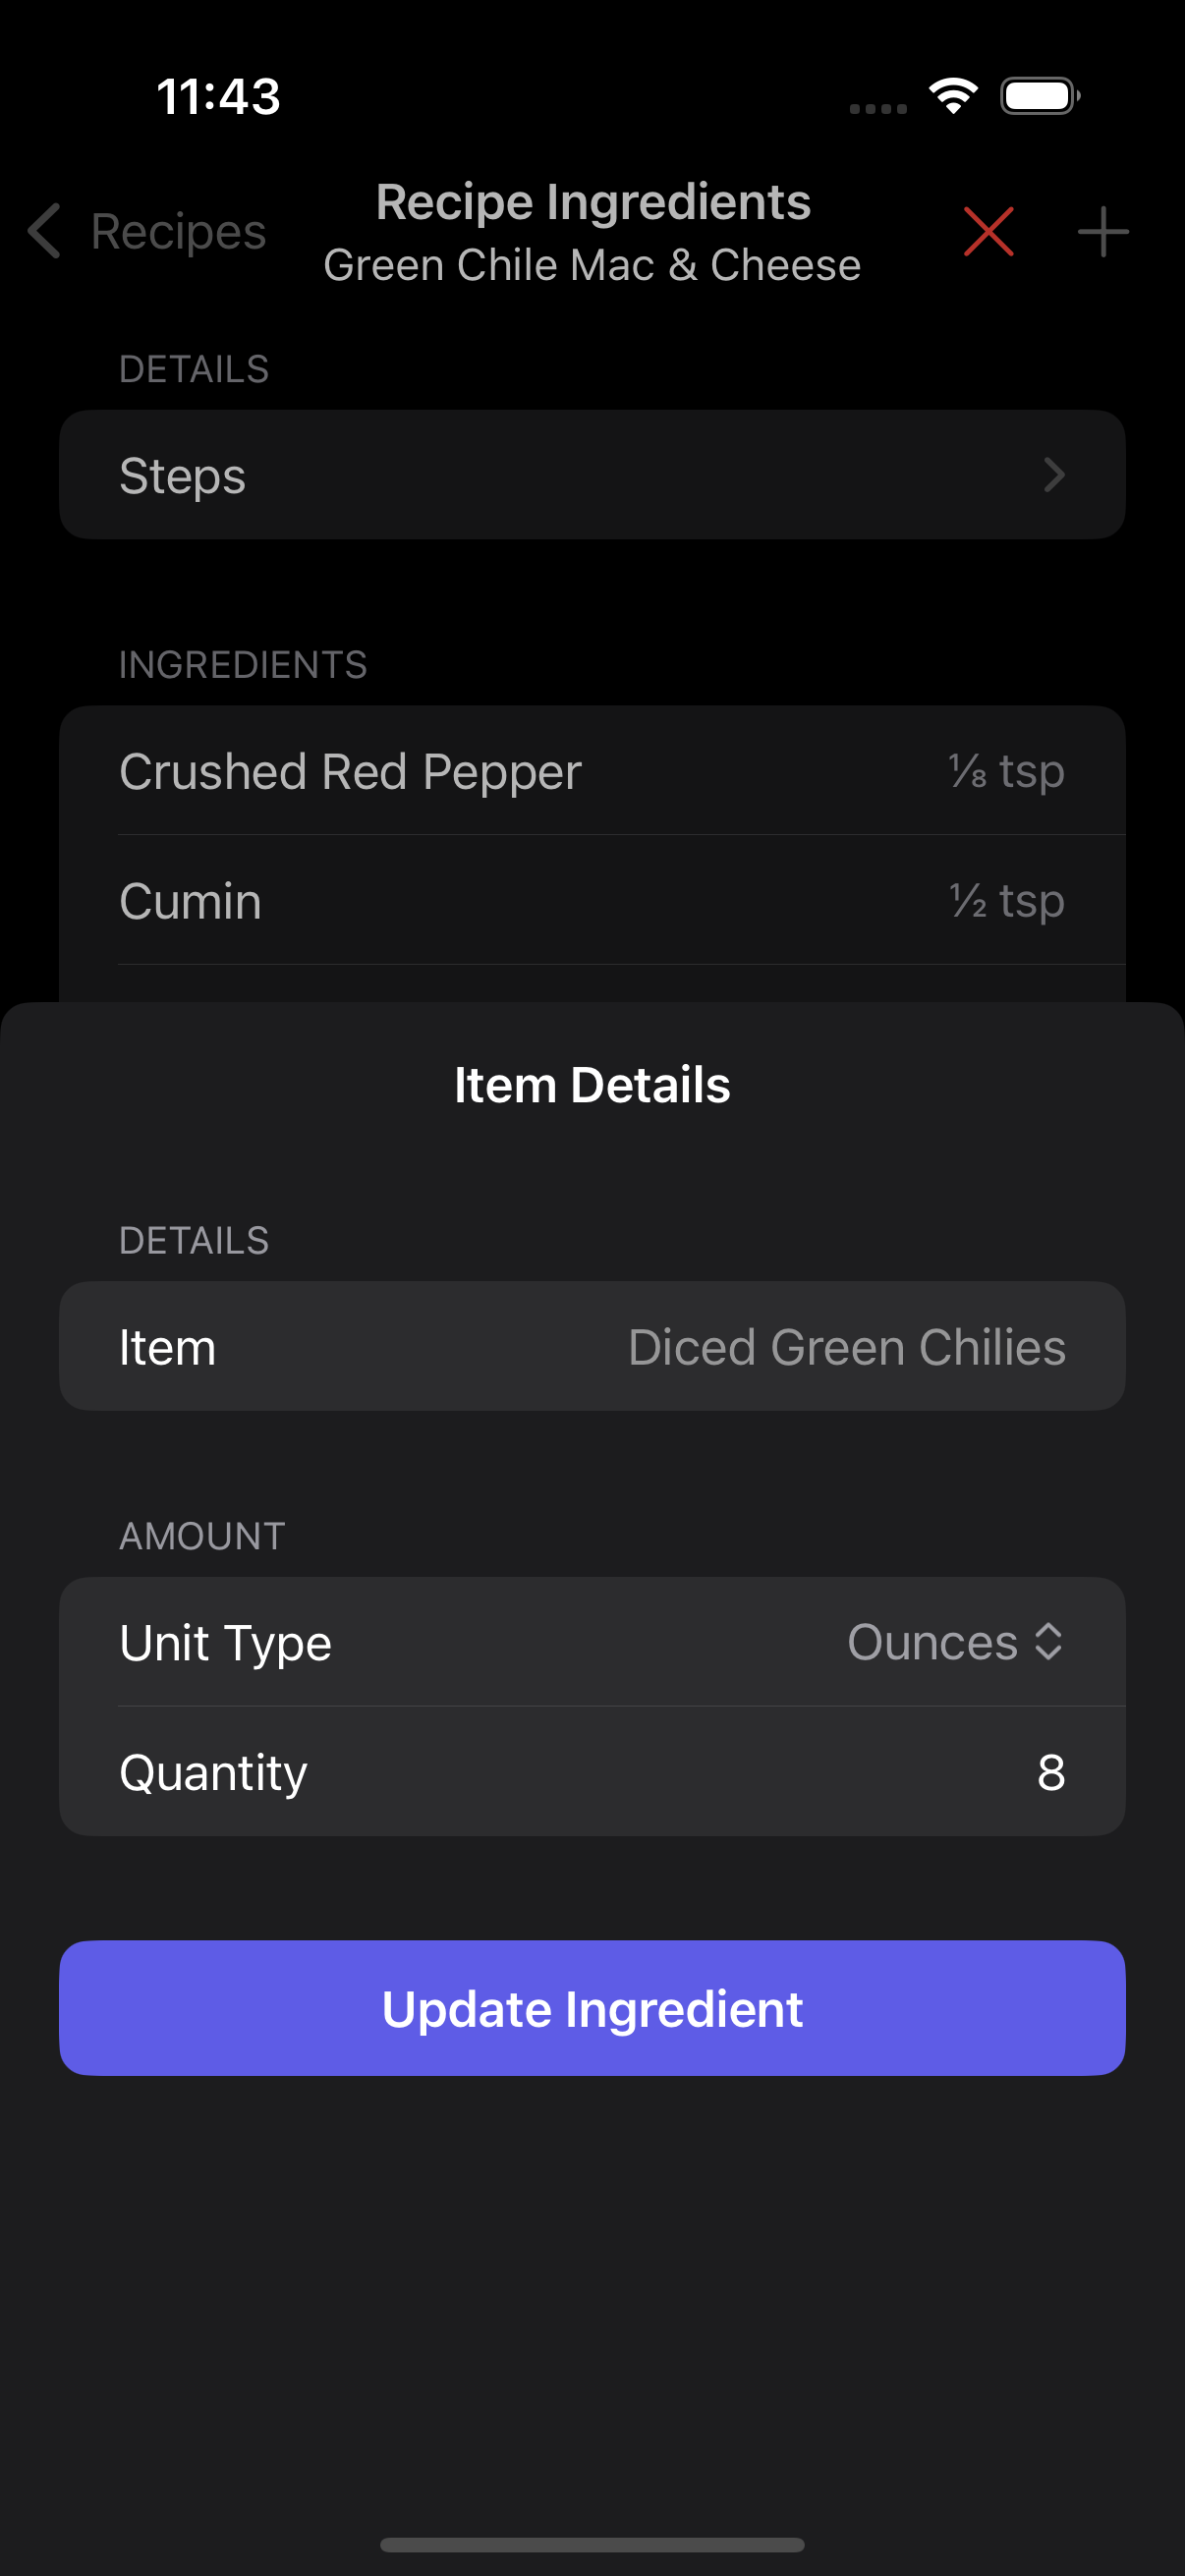 11:43
Recipes
Recipe Ingredients
Green Chile Mac & Cheese
DETAILS
Steps
INGREDIENTS
Crushed Red Pepper ⅛ tsp
Cumin ½ tsp
Item Details
DETAILS
Item Diced Green Chilies
AMOUNT
Unit Type Ounces
Quantity 8
Update Ingredient